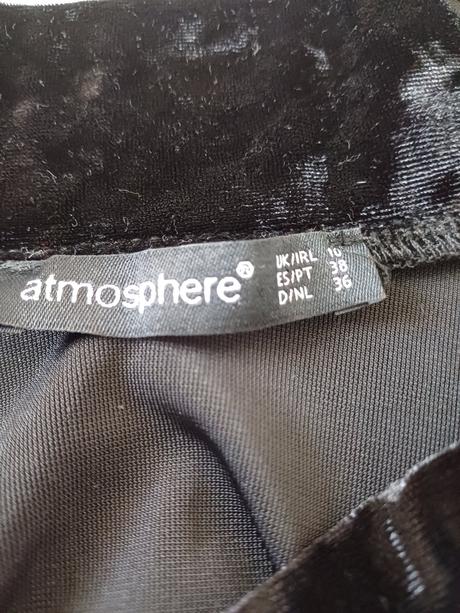 atmosphere®
UK/IRL 10
ES/PT 38
D/NL 36